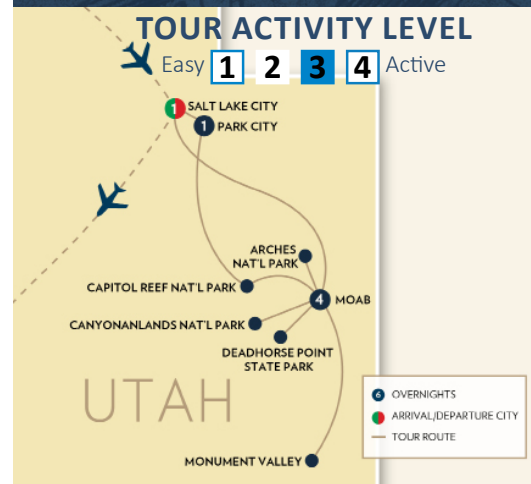 TOUR ACTIVITY LEVEL
Easy 1 2 3 4 Active
1 SALT LAKE CITY
1 PARK CITY
ARCHES
NAT'L PARK
CAPITOL REEF NAT'L PARK
4 MOAB
CANYONANLANDS NAT'L PARK
DEADHORSE POINT
STATE PARK
UTAH
6 OVERNIGHTS
ARRIVAL/DEPARTURE CITY
TOUR ROUTE
MONUMENT VALLEY